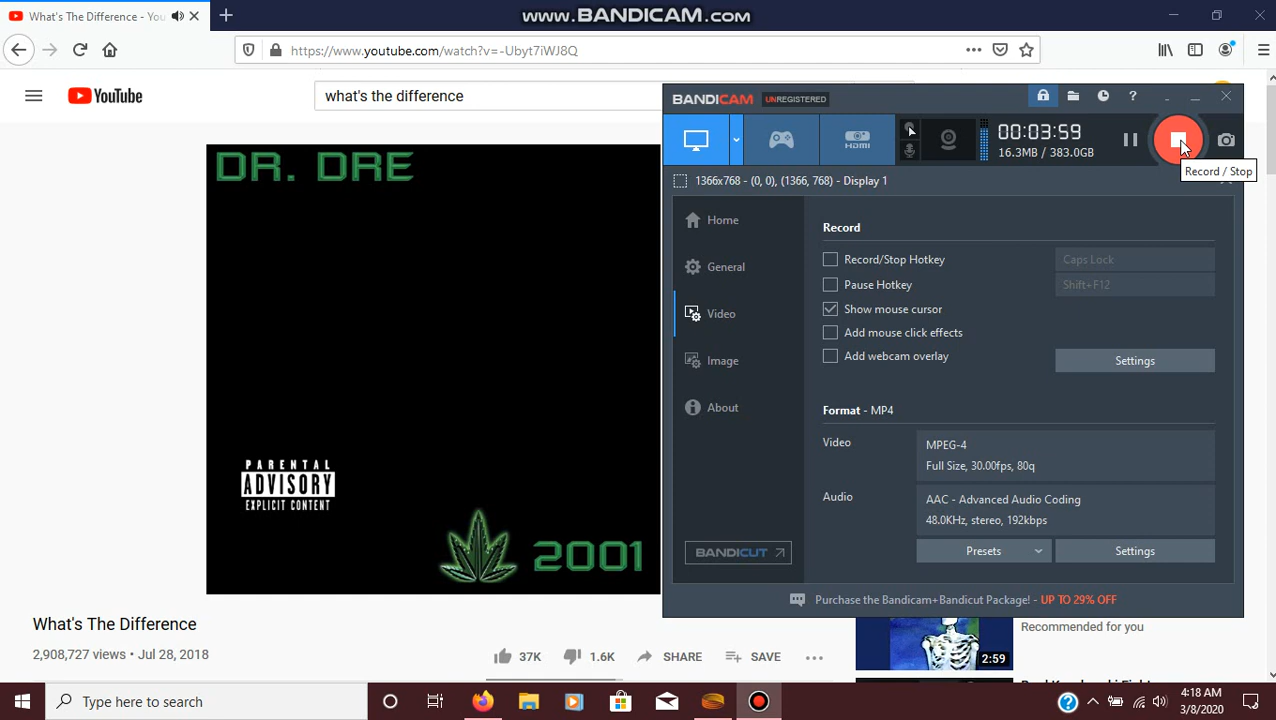 What's The Difference - You
www.BANDICAM.com
https://www.youtube.com/watch?v=-Ubyt7iWJ8Q
YouTube
what's the difference
BANDICAM UNREGISTERED
00:03:59
HDMI
16.3MB / 383.0GB
Record / Stop
1366x768 - (0, 0), (1366, 768) - Display 1
DR. DRE
PARENTAL
ADVISORY
EXPLICIT CONTENT
2001
Home
General
Video
Image
About
BANDICUT
Record
Record/Stop Hotkey
Caps Lock
Pause Hotkey
Shift+F12
Show mouse cursor
Add mouse click effects
Add webcam overlay
Settings
Format - MP4
Video
MPEG-4
Full Size, 30.00fps, 80q
Audio
AAC - Advanced Audio Coding
48.0KHz, stereo, 192kbps
Presets
Settings
Purchase the Bandicam+Bandicut Package! - UP TO 29% OFF
What's The Difference
2,908,727 views • Jul 28, 2018
37K
1.6K
SHARE
SAVE
Recommended for you
2:59
Type here to search
4:18 AM
3/8/2020